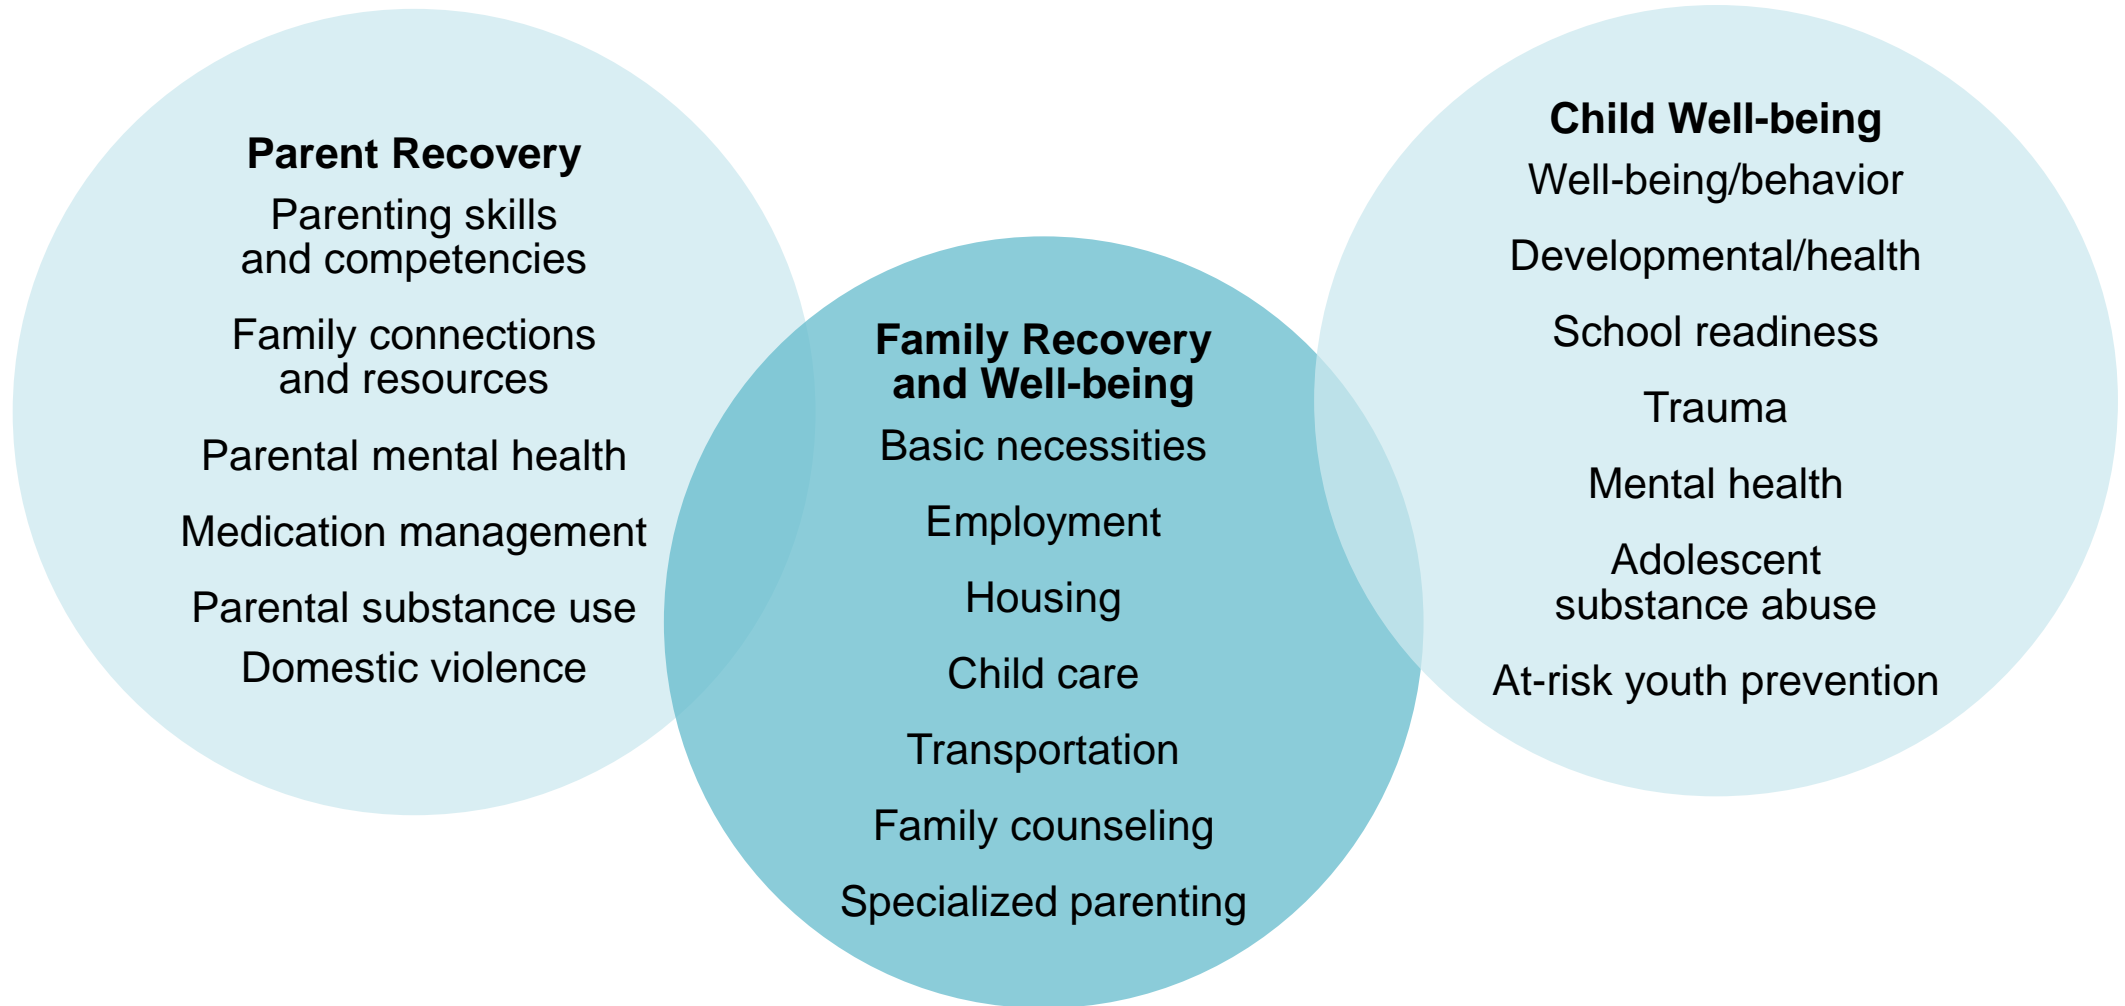 Parent Recovery
Parenting skills
and competencies
Family connections
and resources
Parental mental health
Medication management
Parental substance use
Domestic violence
Family Recovery
and Well-being
Basic necessities
Employment
Housing
Child care
Transportation
Family counseling
Specialized parenting
Child Well-being
Well-being/behavior
Developmental/health
School readiness
Trauma
Mental health
Adolescent
substance abuse
At-risk youth prevention